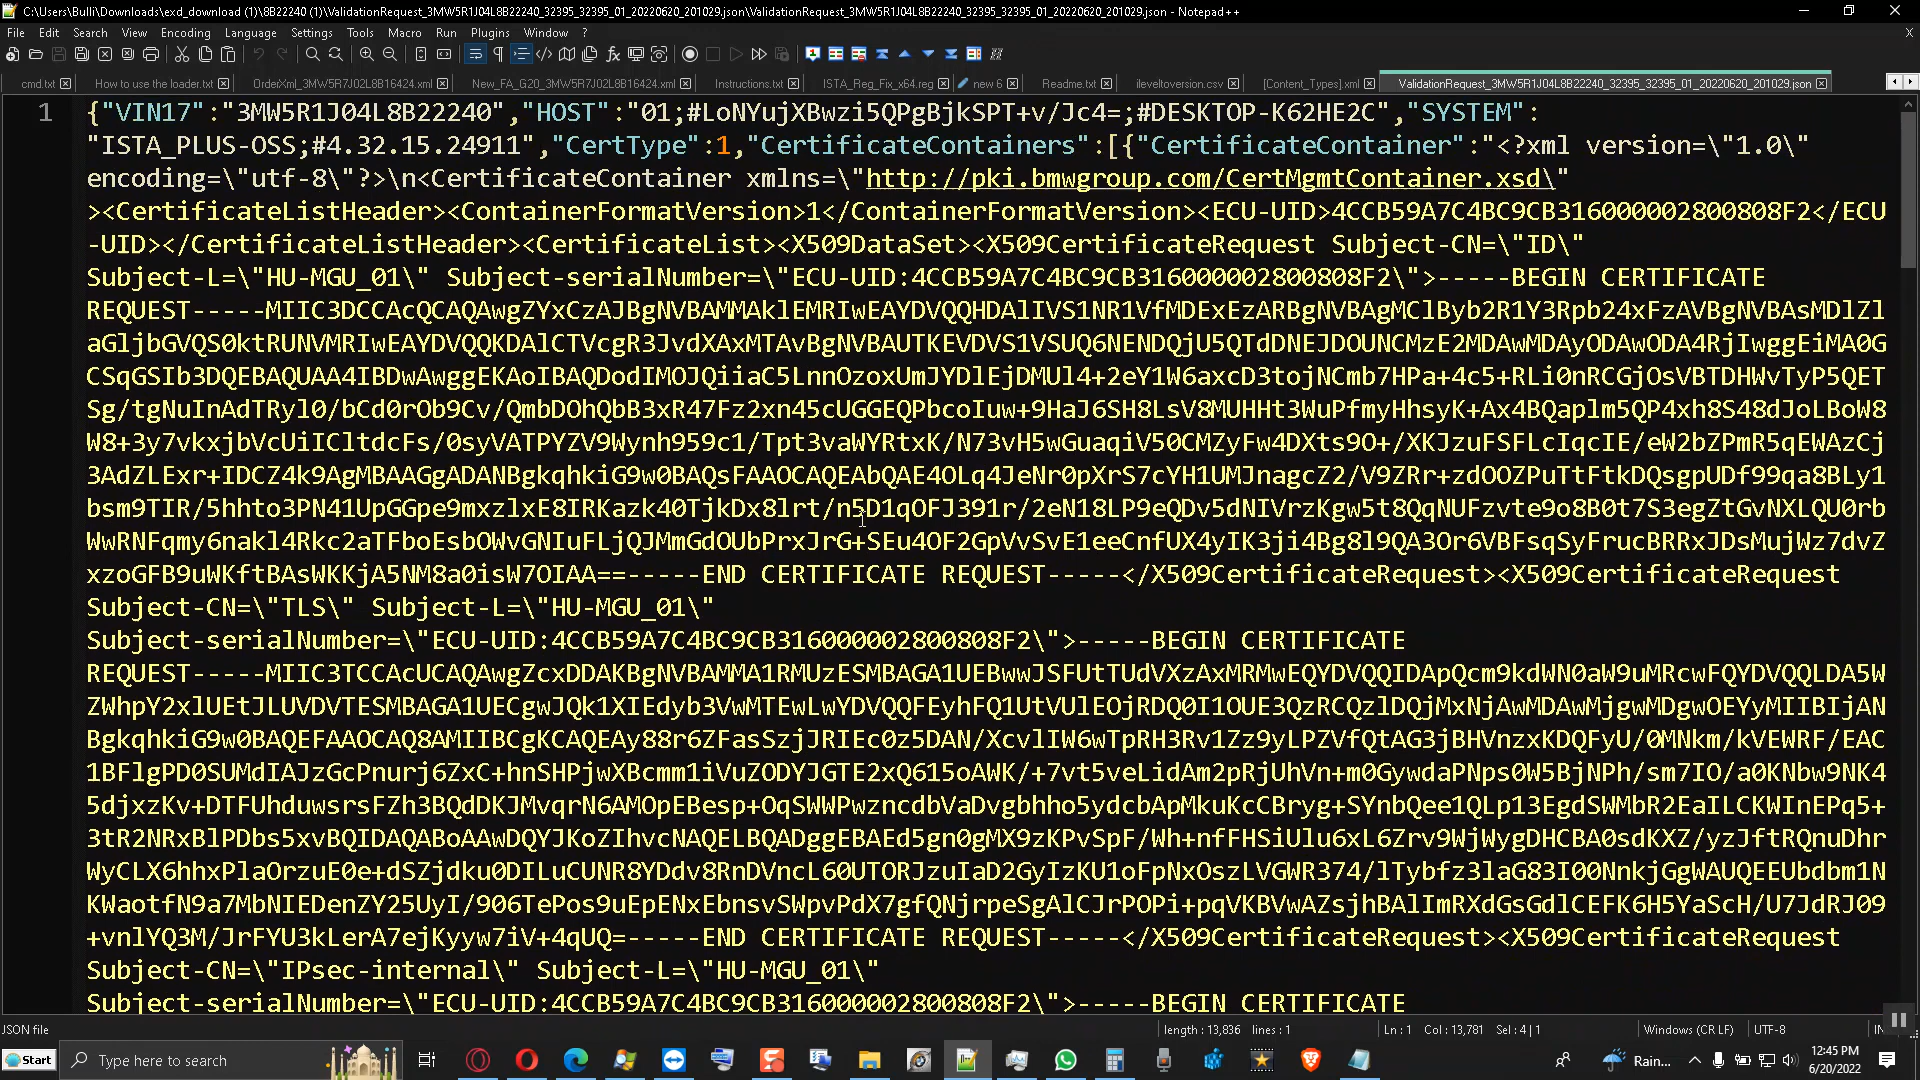 C:\Users\Bulli\Downloads\exd_download (1)\8B22240 (1)\ValidationRequest_3MW5R1J04L8B22240_32395_32395_01_20220620_201029.json\ValidationRequest_3MW5R1J04L8B22240_32395_32395_01_20220620_201029.json - Notepad++
File Edit Search View Encoding Language Settings Tools Macro Run Plugins Window ?
cmd.txt How to use the loader.txt OrderXml_3MW5R7J02L8B16424.xml New_FA_G20_3MW5R7J02L8B16424.xml Instructions.txt ISTA_Reg_Fix_x64.reg new 6 Readme.txt ileveltoversion.csv [Content_Types].xml ValidationRequest_3MW5R1J04L8B22240_32395_32395_01_20220620_201029.json
1 {"VIN17":"3MW5R1J04L8B22240","HOST":"01;#LoNYujXBwzi5QPgBjkSPT+v/Jc4=;#DESKTOP-K62HE2C","SYSTEM":
"ISTA_PLUS-OSS;#4.32.15.24911","CertType":1,"CertificateContainers":[{"CertificateContainer":"<?xml version=\"1.0\"
encoding=\"utf-8\"?>\n<CertificateContainer xmlns=\"http://pki.bmwgroup.com/CertMgmtContainer.xsd\"
><CertificateListHeader><ContainerFormatVersion>1</ContainerFormatVersion><ECU-UID>4CCB59A7C4BC9CB316000002800808F2</ECU
-UID></CertificateListHeader><CertificateList><X509DataSet><X509CertificateRequest Subject-CN=\"ID\"
Subject-L=\"HU-MGU_01\" Subject-serialNumber=\"ECU-UID:4CCB59A7C4BC9CB316000002800808F2\">-----BEGIN CERTIFICATE
REQUEST-----MIIC3DCCAcQCAQAwgZYxCzAJBgNVBAMMAklEMRIwEAYDVQQHDAlIVS1NR1VfMDExEzARBgNVBAgMClByb2R1Y3Rpb24xFzAVBgNVBAsMDlZl
aGljbGVQS0ktRUNVMRIwEAYDVQQKDAlCTVcgR3JvdXAxMTAvBgNVBAUTKEVDVS1VSUQ6NENDQjU5QTdDNEJDOUNCMzE2MDAwMDAyODAwODA4RjIwggEiMA0G
CSqGSIb3DQEBAQUAA4IBDwAwggEKAoIBAQDodIMOJQiiaC5LnnOzoxUmJYDlEjDMUl4+2eY1W6axcD3tojNCmb7HPa+4c5+RLi0nRCGjOsVBTDHWvTyP5QET
Sg/tgNuInAdTRyl0/bCd0rOb9Cv/QmbDOhQbB3xR47Fz2xn45cUGGEQPbcoIuw+9HaJ6SH8LsV8MUHHt3WuPfmyHhsyK+Ax4BQaplm5QP4xh8S48dJoLBoW8
W8+3y7vkxjbVcUiICltdcFs/0syVATPYZV9Wynh959c1/Tpt3vaWYRtxK/N73vH5wGuaqiV50CMZyFw4DXts9O+/XKJzuFSFLcIqcIE/eW2bZPmR5qEWAzCj
3AdZLExr+IDCZ4k9AgMBAAGgADANBgkqhkiG9w0BAQsFAAOCAQEAbQAE4OLq4JeNr0pXrS7cYH1UMJnagcZ2/V9ZRr+zdOOZPuTtFtkDQsgpUDf99qa8BLy1
bsm9TIR/5hhto3PN41UpGGpe9mxzlxE8IRKazk40TjkDx8lrt/n5D1qOFJ391r/2eN18LP9eQDv5dNIVrzKgw5t8QqNUFzvte9o8B0t7S3egZtGvNXLQU0rb
WwRNFqmy6nakl4Rkc2aTFboEsbOWvGNIuFLjQJMmGdOUbPrxJrG+SEu4OF2GpVvSvE1eeCnfUX4yIK3ji4Bg8l9QA3Or6VBFsqSyFrucBRRxJDsMujWz7dvZ
xzoGFB9uWKftBAsWKKjA5NM8a0isW7OIAA==-----END CERTIFICATE REQUEST-----</X509CertificateRequest><X509CertificateRequest
Subject-CN=\"TLS\" Subject-L=\"HU-MGU_01\"
Subject-serialNumber=\"ECU-UID:4CCB59A7C4BC9CB316000002800808F2\">-----BEGIN CERTIFICATE
REQUEST-----MIIC3TCCAcUCAQAwgZcxDDAKBgNVBAMMA1RMUzESMBAGA1UEBwwJSFUtTUdVXzAxMRMwEQYDVQQIDApQcm9kdWN0aW9uMRcwFQYDVQQLDA5W
ZWhpY2xlUEtJLUVDVTESMBAGA1UECgwJQk1XIEdyb3VwMTEwLwYDVQQFEyhFQ1UtVUlEOjRDQ0I1OUE3QzRCQzlDQjMxNjAwMDAwMjgwMDgwOEYyMIIBIjAN
BgkqhkiG9w0BAQEFAAOCAQ8AMIIBCgKCAQEAy88r6ZFasSzjJRIEc0z5DAN/XcvlIW6wTpRH3Rv1Zz9yLPZVfQtAG3jBHVnzxKDQFyU/0MNkm/kVEWRF/EAC
1BFlgPD0SUMdIAJzGcPnurj6ZxC+hnSHPjwXBcmm1iVuZODYJGTE2xQ615oAWK/+7vt5veLidAm2pRjUhVn+m0GywdaPNps0W5BjNPh/sm7IO/a0KNbw9NK4
5djxzKv+DTFUhduwsrsFZh3BQdDKJMvqrN6AMOpEBesp+OqSWWPwzncdbVaDvgbhho5ydcbApMkuKcCBryg+SYnbQee1QLp13EgdSWMbR2EaILCKWInEPq5+
3tR2NRxBlPDbs5xvBQIDAQABoAAwDQYJKoZIhvcNAQELBQADggEBAEd5gn0gMX9zKPvSpF/Wh+nfFHSiUlu6xL6Zrv9WjWygDHCBA0sdKXZ/yzJftRQnuDhr
WyCLX6hhxPlaOrzuE0e+dSZjdku0DILuCUNR8YDdv8RnDVncL60UTORJzuIaD2GyIzKU1oFpNxOszLVGWR374/lTybfz3laG83I00NnkjGgWAUQEEUbdbm1N
KWaotfN9a7MbNIEDenZY25UyI/906TePos9uEpENxEbnsvSWpvPdX7gfQNjrpeSgAlCJrPOPi+pqVKBVwAZsjhBAlImRXdGsGdlCEFK6H5YaScH/U7JdRJ09
+vnlYQ3M/JrFYU3kLerA7ejKyyw7iV+4qUQ=-----END CERTIFICATE REQUEST-----</X509CertificateRequest><X509CertificateRequest
Subject-CN=\"IPsec-internal\" Subject-L=\"HU-MGU_01\"
Subject-serialNumber=\"ECU-UID:4CCB59A7C4BC9CB316000002800808F2\">-----BEGIN CERTIFICATE
JSON file length : 13,836 lines : 1 Ln : 1 Col : 13,781 Sel : 4 | 1 Windows (CR LF) UTF-8 IN
Start Type here to search Rain... 12:45 PM
6/20/2022